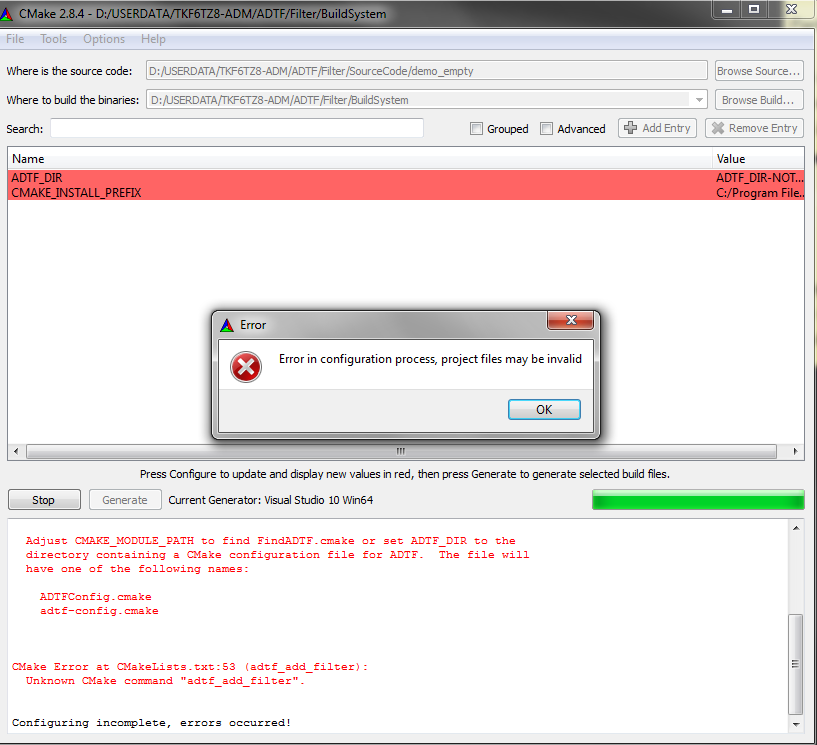 CMake 2.8.4 - D:/USERDATA/TKF6TZ8-ADM/ADTF/Filter/BuildSystem
File Tools Options Help
Where is the source code: D:/USERDATA/TKF6TZ8-ADM/ADTF/Filter/SourceCode/demo_empty Browse Source...
Where to build the binaries: D:/USERDATA/TKF6TZ8-ADM/ADTF/Filter/BuildSystem Browse Build...
Search: Grouped Advanced Add Entry Remove Entry
Name Value
ADTF_DIR ADTF_DIR-NOT...
CMAKE_INSTALL_PREFIX C:/Program File...
Error
Error in configuration process, project files may be invalid
OK
Press Configure to update and display new values in red, then press Generate to generate selected build files.
Stop Generate Current Generator: Visual Studio 10 Win64
Adjust CMAKE_MODULE_PATH to find FindADTF.cmake or set ADTF_DIR to the
directory containing a CMake configuration file for ADTF. The file will
have one of the following names:
ADTFConfig.cmake
adtf-config.cmake
CMake Error at CMakeLists.txt:53 (adtf_add_filter):
Unknown CMake command "adtf_add_filter".
Configuring incomplete, errors occurred!